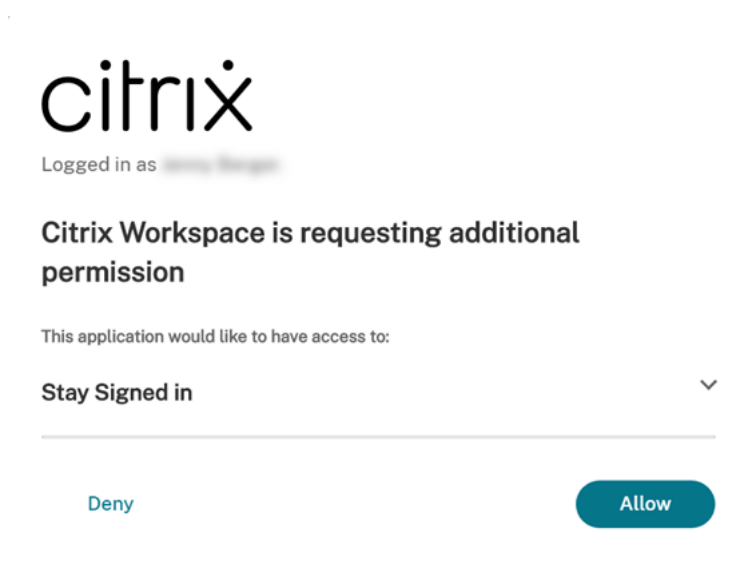 citrix
Logged in as
Citrix Workspace is requesting additional
permission
This application would like to have access to:
Stay Signed in
Deny
Allow